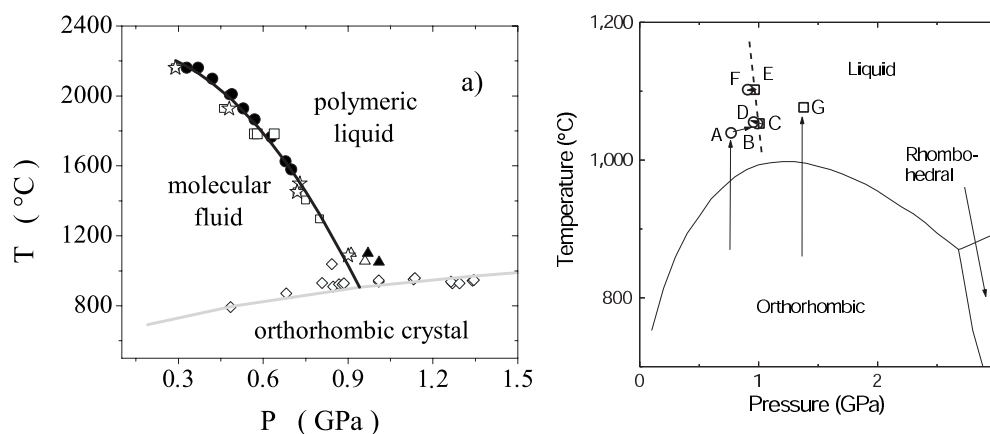 2400
2000
1600
1200
800
T ( °C)
a)
polymeric
liquid
molecular
fluid
orthorhombic crystal
0.3
0.6
0.9
1.2
1.5
P ( GPa)
1,200
1,000
800
Temperature (°C)
F
E
Liquid
D
G
A
C
B
Rhombo-
hedral
Orthorhombic
0
1
2
Pressure (GPa)